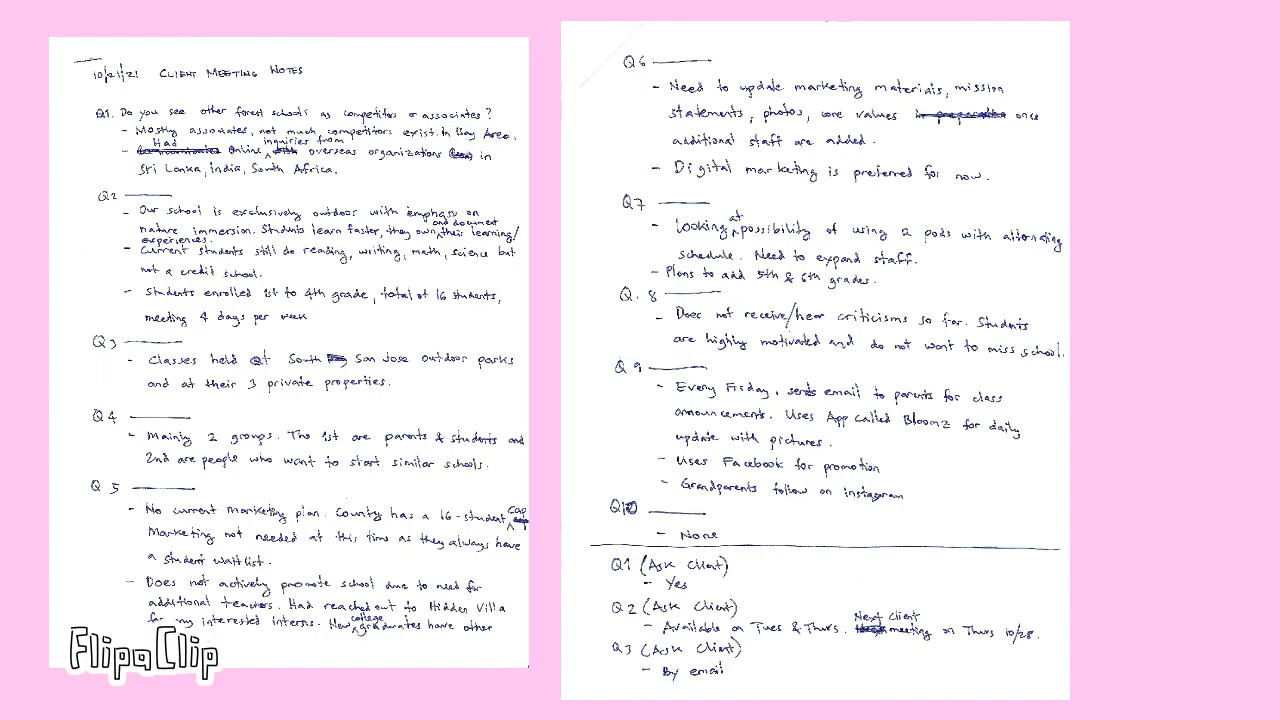 10/21/21 CLIENT MEETING NOTES
Q1. Do you see other forest schools as competitors or associates?
- Mostly associates, not much competitors exist in Bay Area.
- Had Online inquiries from overseas organizations in
Sri Lanka, India, South Africa.
Q2
- Our school is exclusively outdoor with emphasis on
nature immersion. Students learn faster, they own and document their learning/
experiences.
- Current students still do reading, writing, math, science but
not a credit school.
- Students enrolled 1st to 4th grade, total of 16 students,
meeting 4 days per week
Q3
- Classes held at South San Jose outdoor parks
and at their 3 private properties.
Q4
- Mainly 2 groups. The 1st are parents & students and
2nd are people who want to start similar schools.
Q5
- No current marketing plan. County has a 16-student cap
Marketing not needed at this time as they always have
a student waitlist.
- Does not actively promote school due to need for
additional teachers. Had reached out to Hidden Villa
for any interested interns. New college graduates have other
FlipaClip
Q6
- Need to update marketing materials, mission
statements, photos, core values once
additional staff are added.
- Digital marketing is preferred for now.
Q7
- Looking at possibility of using 2 pods with alternating
schedule. Need to expand staff.
- Plans to add 5th & 6th grades.
Q. 8
- Does not receive/hear criticisms so far. Students
are highly motivated and do not want to miss school.
Q9
- Every Friday, sends email to parents for class
announcements. Uses App called Bloomz for daily
update with pictures.
- Uses Facebook for promotion
- Grandparents follow on instagram
Q10
- None
Q1 (Ask Client)
- Yes
Q2 (Ask Client)
- Available on Tues & Thurs. Next Client meeting on Thurs 10/28.
Q3 (Ask Client)
- By email